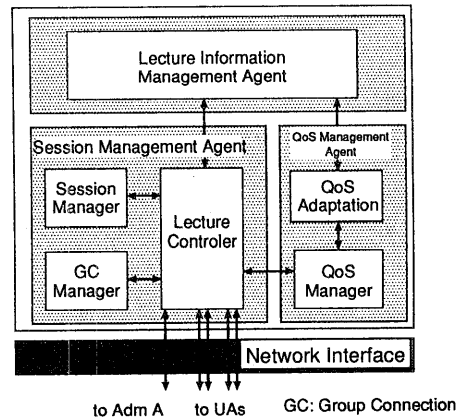 Lecture Information
Management Agent
Session Management Agent
QoS Management
Agent
Session
Manager
Lecture
Controler
QoS
Adaptation
GC
Manager
QoS
Manager
Network Interface
to Adm A
to UAs
GC: Group Connection